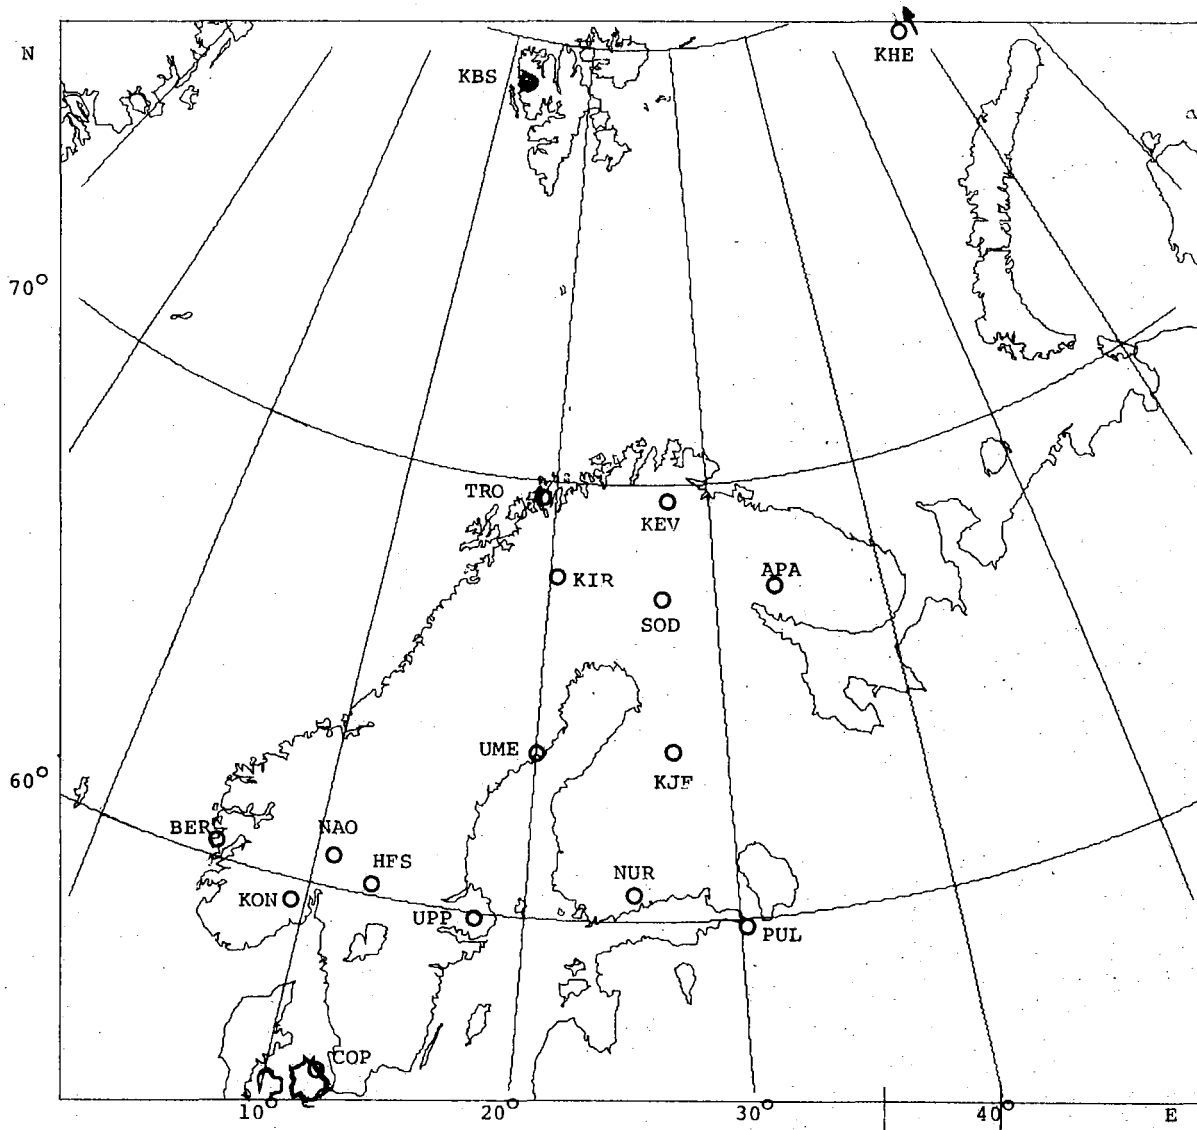 N
KHE
KBS
70°
TRO
KEV
KIR
APA
SOD
UME
KJF
60°
BER
NAO
HFS
NUR
KON
UPP
PUL
COP
10° 20° 30° 40° E